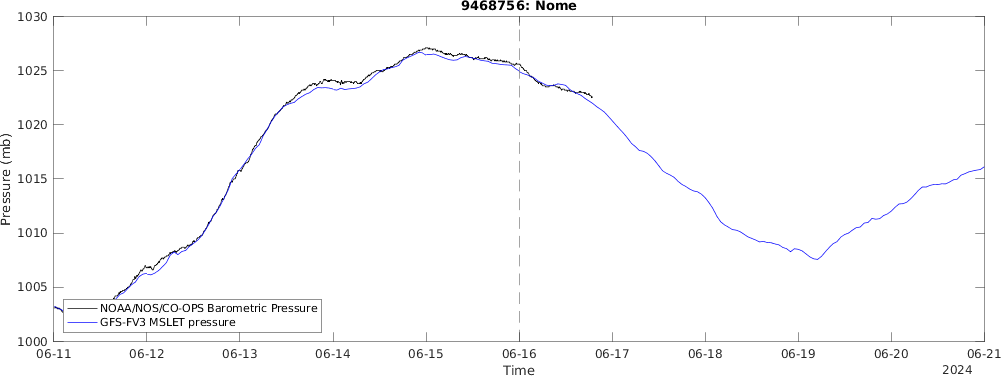 9468756: Nome
1030
1025
1020
1015
1010
1005
1000
Pressure (mb)
NOAA/NOS/CO-OPS Barometric Pressure
GFS-FV3 MSLET pressure
06-11 06-12 06-13 06-14 06-15 06-16 06-17 06-18 06-19 06-20 06-21
Time
2024